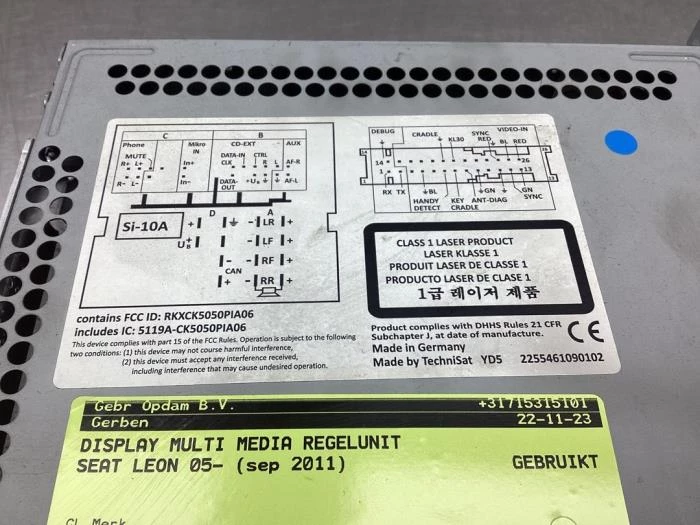 C B
Phone Mikro IN CD-EXT AUX
MUTE DATA-IN CTRL
R+ L+ In+ CLK R L AF-R
R- L- In- DATA-OUT +UB AF-L
D A
Si-10A + - LR +
UB - LF +
- - RF +
CAN
+ - RR +
DEBUG CRADLE KL30 SYNC VIDEO-IN
RED BL RED
14 26
1 13
RX TX BL GN GN
HANDY DETECT KEY CRADLE ANT-DIAG SYNC
CLASS 1 LASER PRODUCT
LASER KLASSE 1
PRODUIT LASER DE CLASSE 1
PRODUCTO LASER DE CLASE 1
1급 레이저 제품
contains FCC ID: RKXCK5050PIA06
includes IC: 5119A-CK5050PIA06
This device complies with part 15 of the FCC Rules. Operation is subject to the following
two conditions: (1) this device may not course harmful interference,
(2) this device must accept any interference received,
including interference that may cause undesired operation.
Product complies with DHHS Rules 21 CFR
Subchapter J, at date of manufacture.
CE
Made in Germany
Made by TechniSat YD5 2255461090102
Gebr Opdam B.V. +31715315101
Gerben 22-11-23
DISPLAY MULTI MEDIA REGELUNIT
SEAT LEON 05- (sep 2011) GEBRUIKT